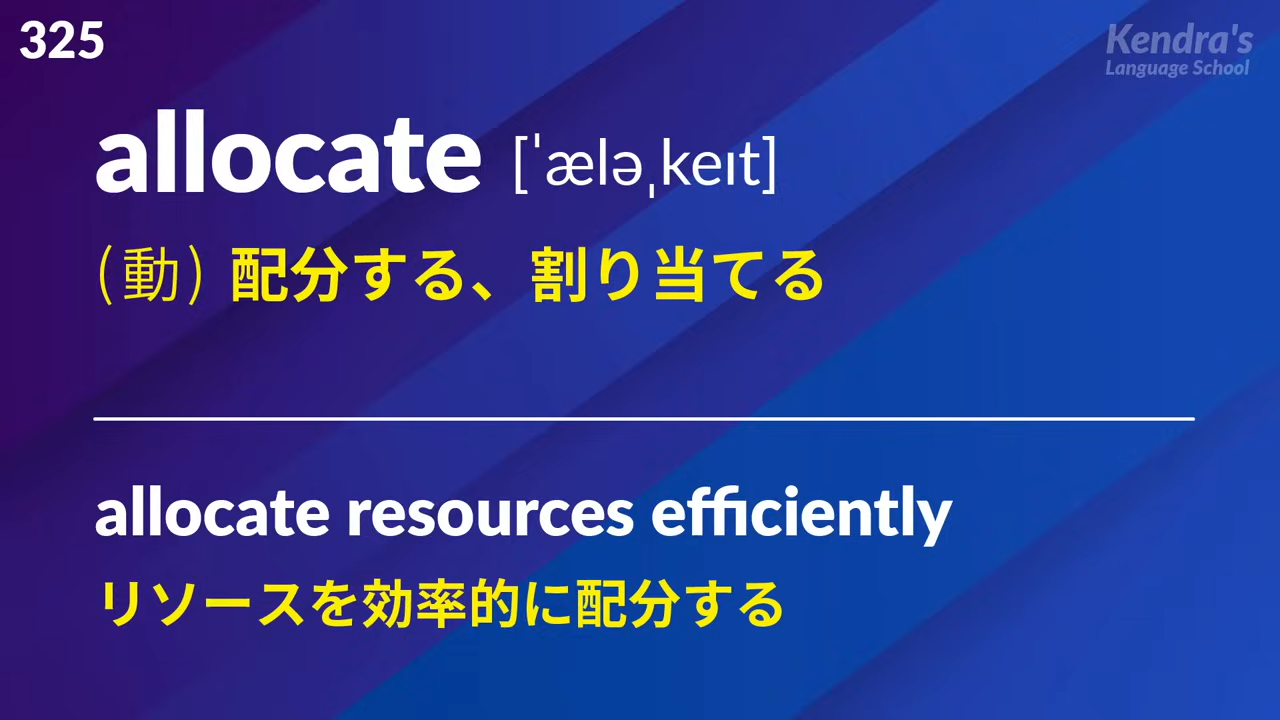 325
Kendra's
Language School
allocate [ˈæləˌkeɪt]
(動) 配分する、割り当てる
allocate resources efficiently
リソースを効率的に配分する